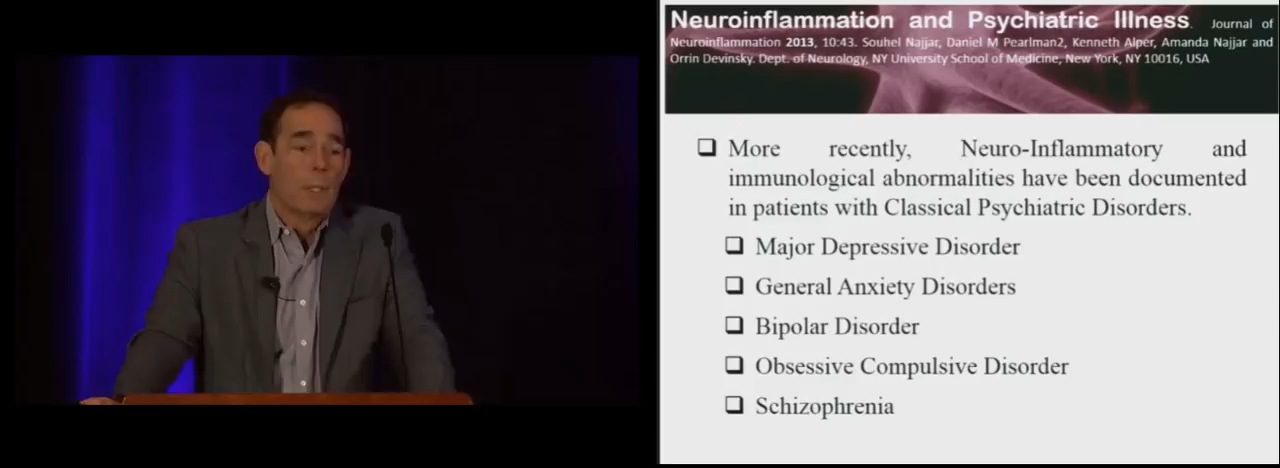 Neuroinflammation and Psychiatric Illness. Journal of
Neuroinflammation 2013, 10:43. Souhel Najjar, Daniel M Pearlman2, Kenneth Alper, Amanda Najjar and
Orrin Devinsky. Dept. of Neurology, NY University School of Medicine, New York, NY 10016, USA
❑ More recently, Neuro-Inflammatory and
immunological abnormalities have been documented
in patients with Classical Psychiatric Disorders.
❑ Major Depressive Disorder
❑ General Anxiety Disorders
❑ Bipolar Disorder
❑ Obsessive Compulsive Disorder
❑ Schizophrenia